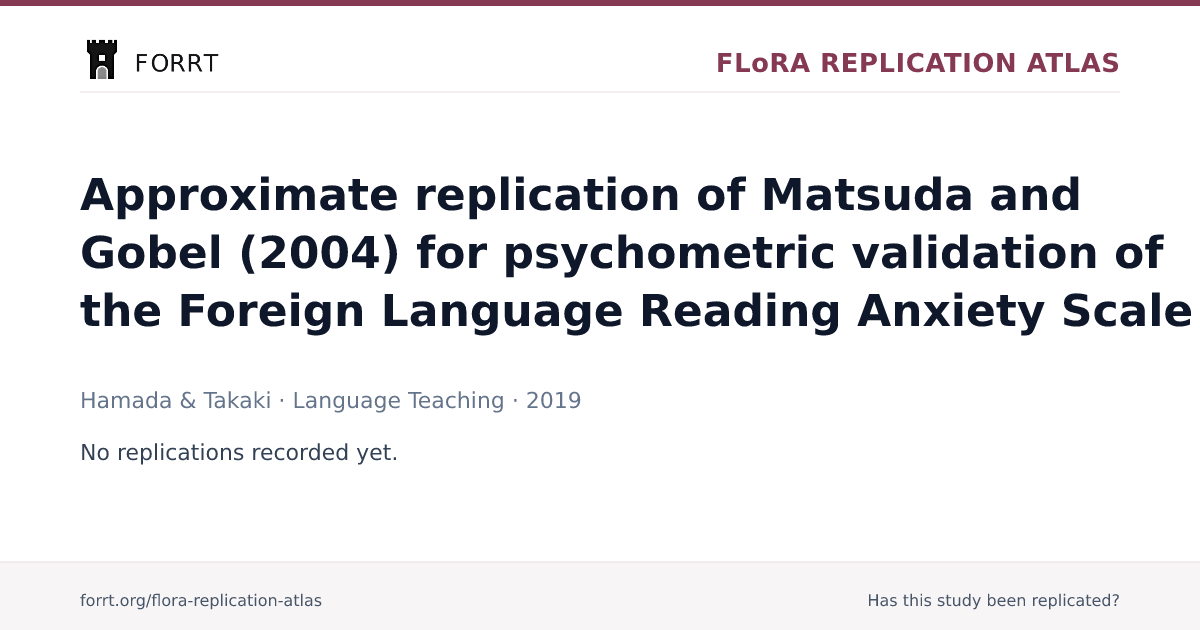 FORRT
FLoRA REPLICATION ATLAS
Approximate replication of Matsuda and
Gobel (2004) for psychometric validation of
the Foreign Language Reading Anxiety Scale
Hamada & Takaki · Language Teaching · 2019
No replications recorded yet.
forrt.org/flora-replication-atlas
Has this study been replicated?